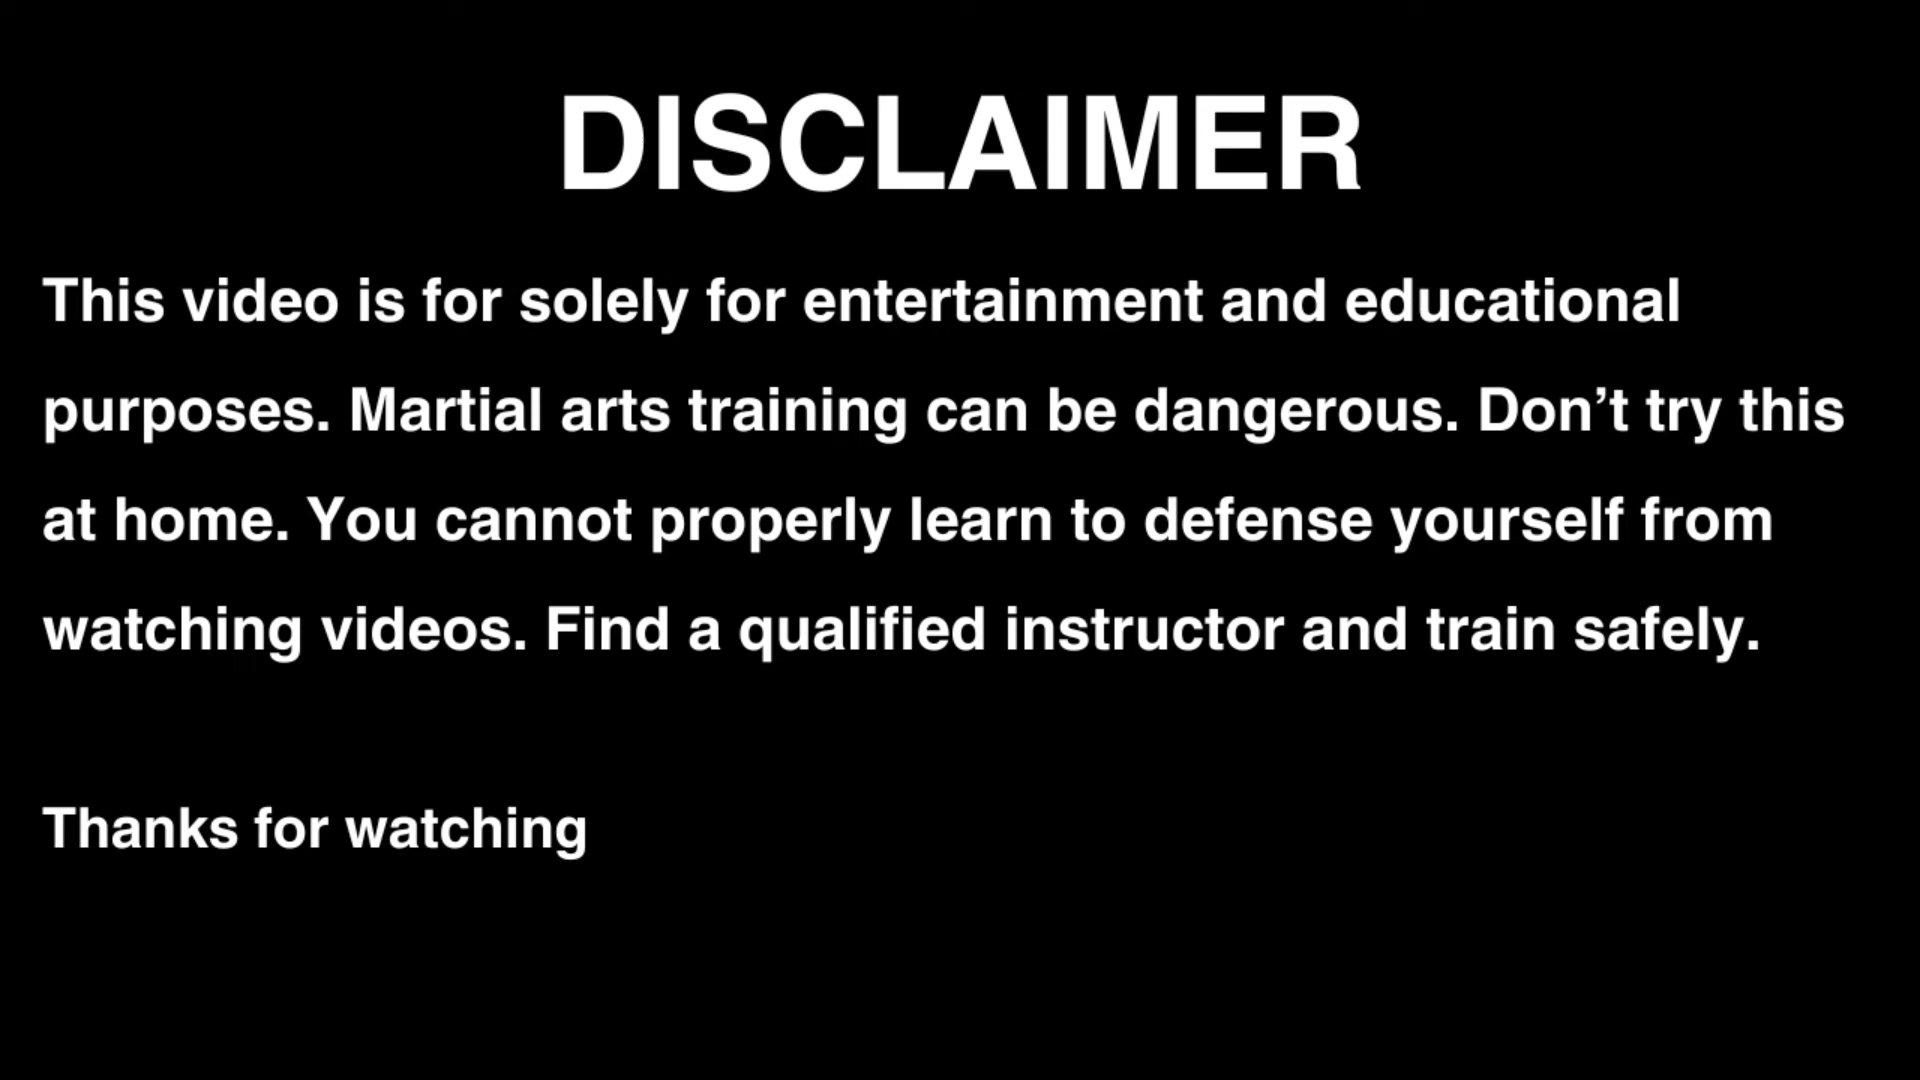 DISCLAIMER
This video is for solely for entertainment and educational
purposes. Martial arts training can be dangerous. Don’t try this
at home. You cannot properly learn to defense yourself from
watching videos. Find a qualified instructor and train safely.
Thanks for watching